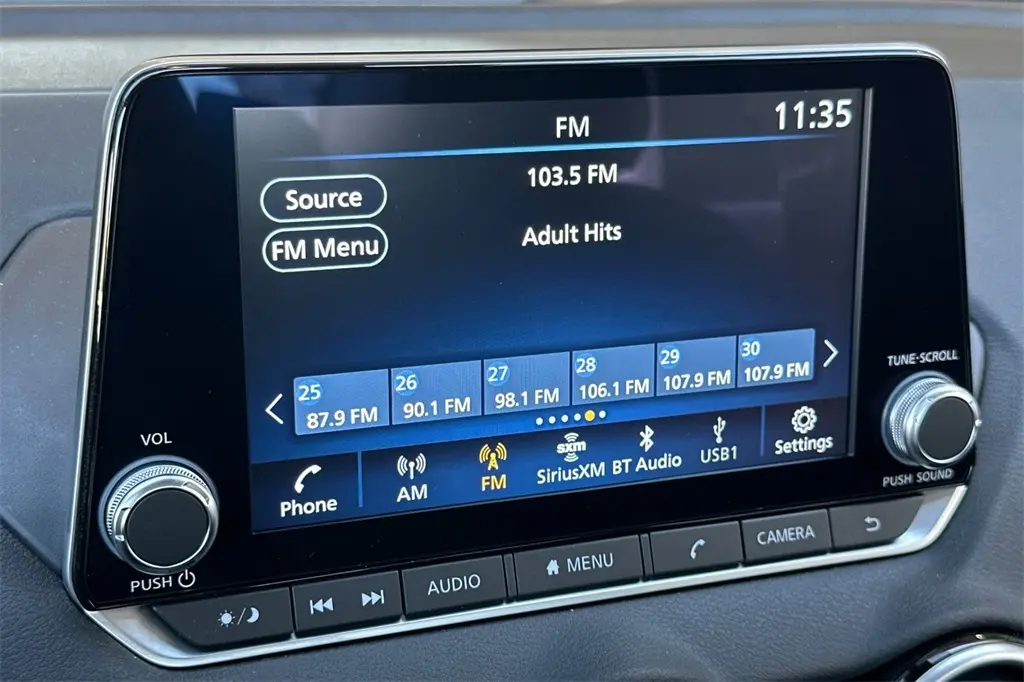 FM
11:35
Source
103.5 FM
FM Menu
Adult Hits
25
87.9 FM
26
90.1 FM
27
98.1 FM
28
106.1 FM
29
107.9 FM
30
107.9 FM
Phone
AM
FM
sxm
SiriusXM
BT Audio
USB1
Settings
VOL
PUSH
TUNE·SCROLL
PUSH SOUND
AUDIO
MENU
CAMERA